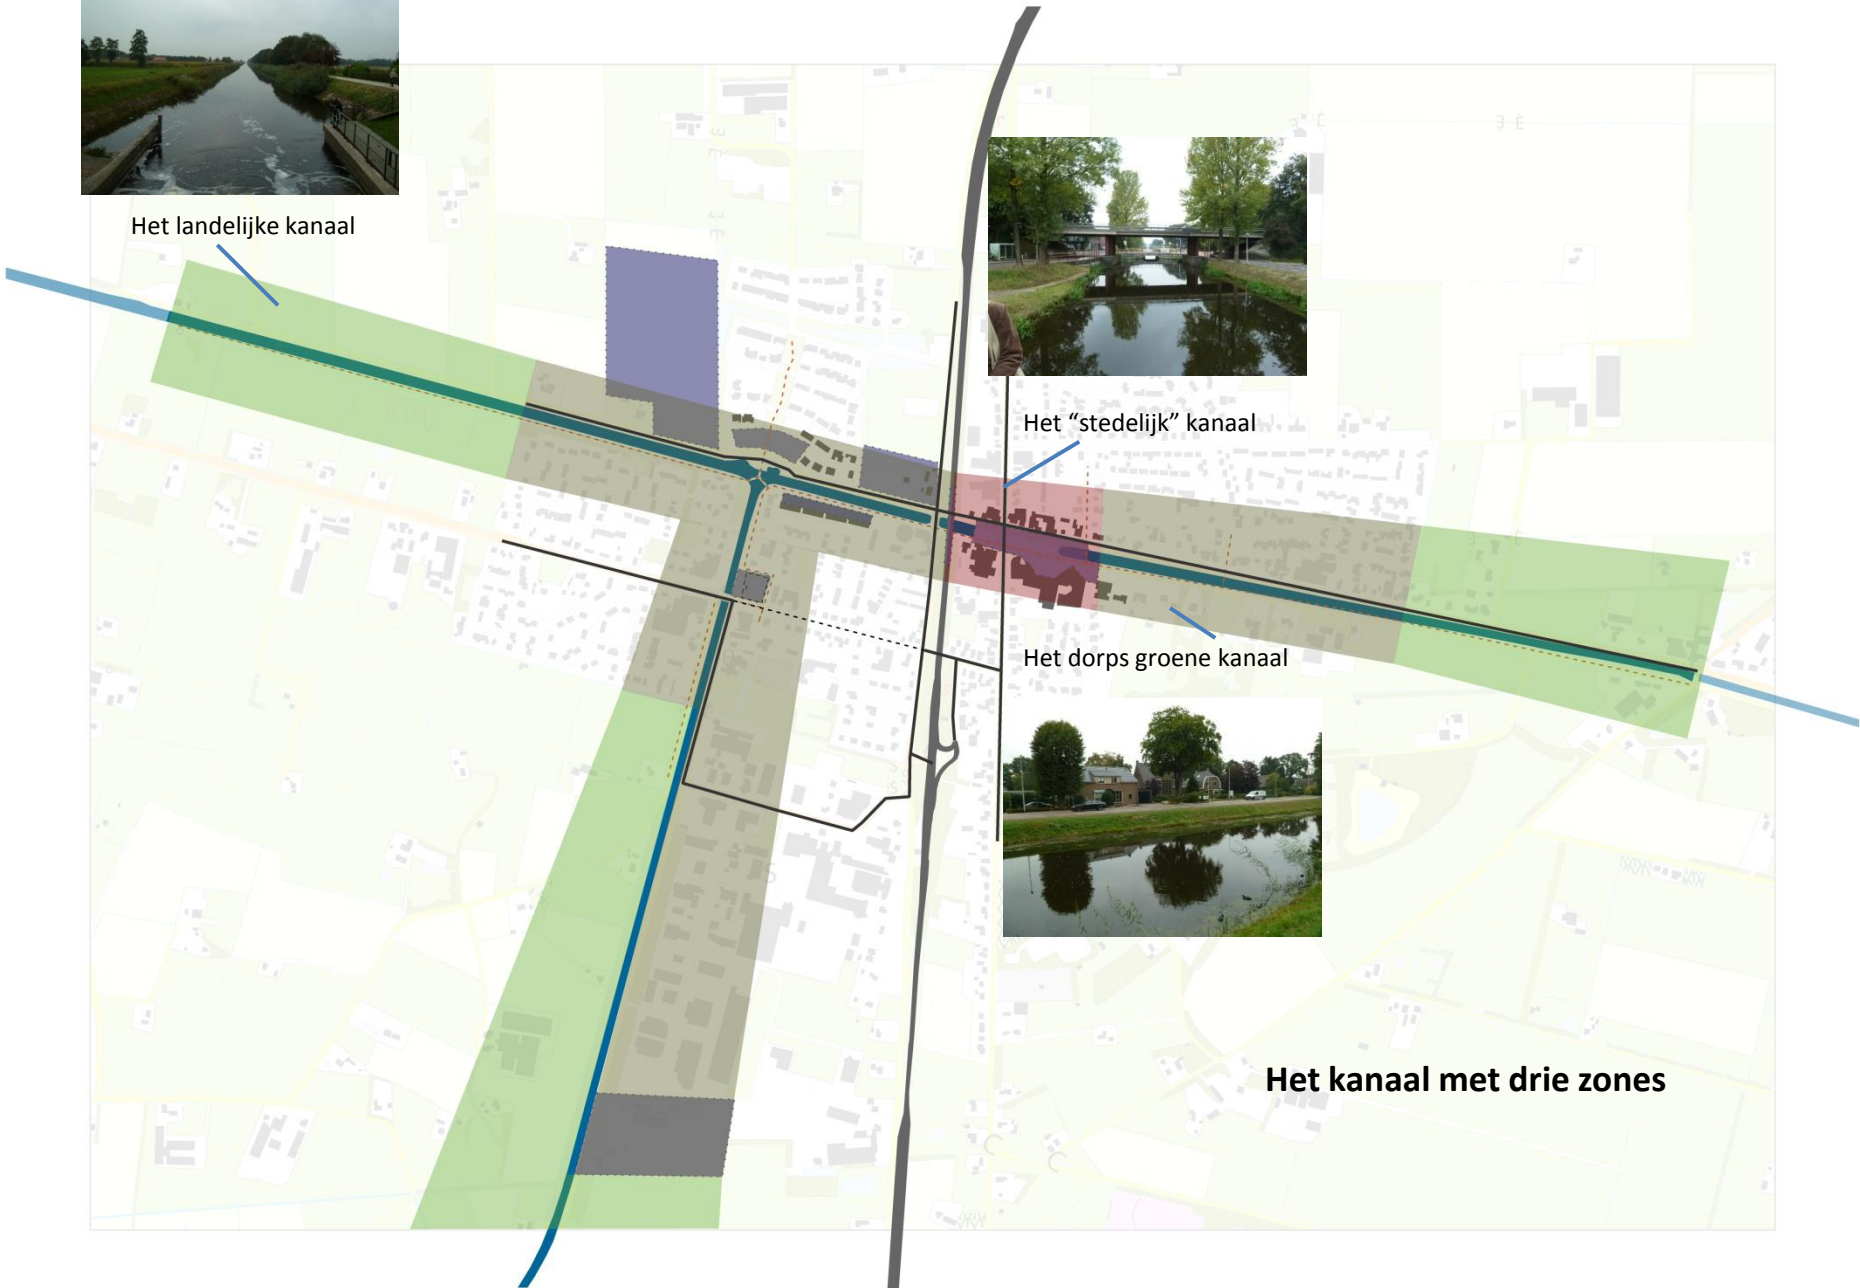 Het landelijke kanaal
Het “stedelijk” kanaal
Het dorps groene kanaal
Het kanaal met drie zones